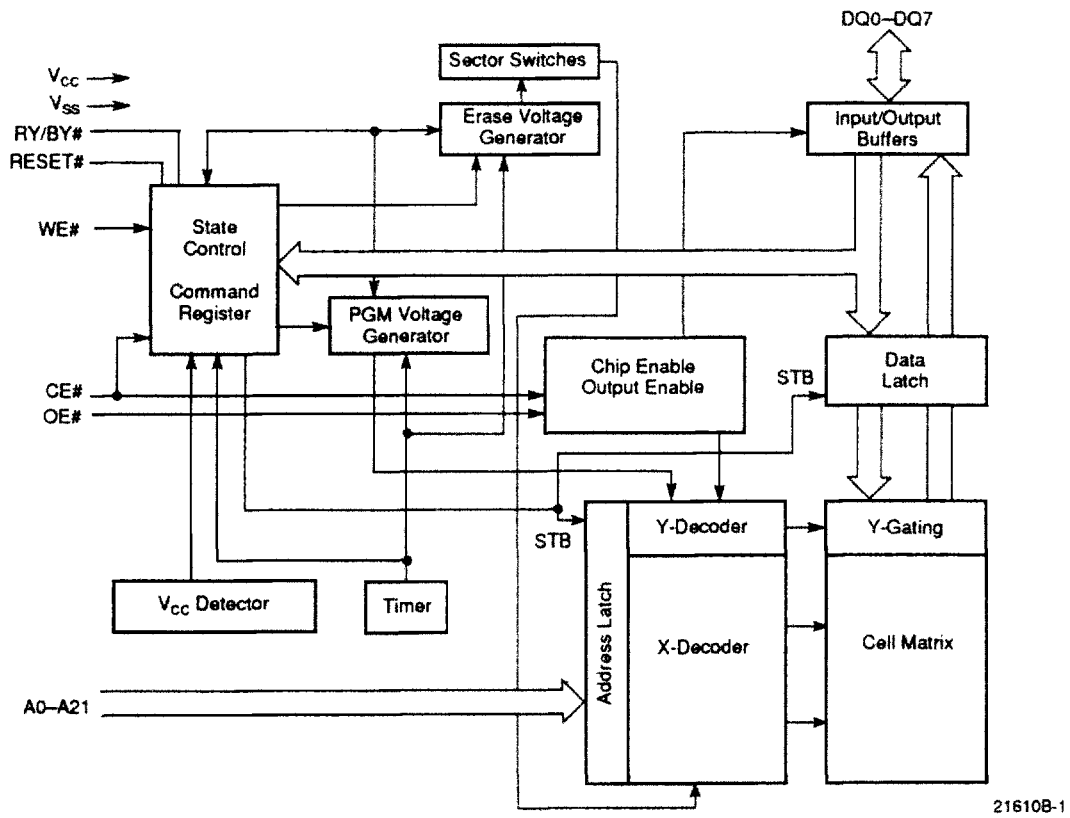 DQ0–DQ7
Sector Switches
VCC
VSS
RY/BY#
RESET#
Erase Voltage
Generator
Input/Output
Buffers
WE#
State
Control
Command
Register
PGM Voltage
Generator
Chip Enable
Output Enable
STB
Data
Latch
CE#
OE#
STB
Address Latch
Y-Decoder
Y-Gating
VCC Detector
Timer
X-Decoder
Cell Matrix
A0–A21
21610B-1